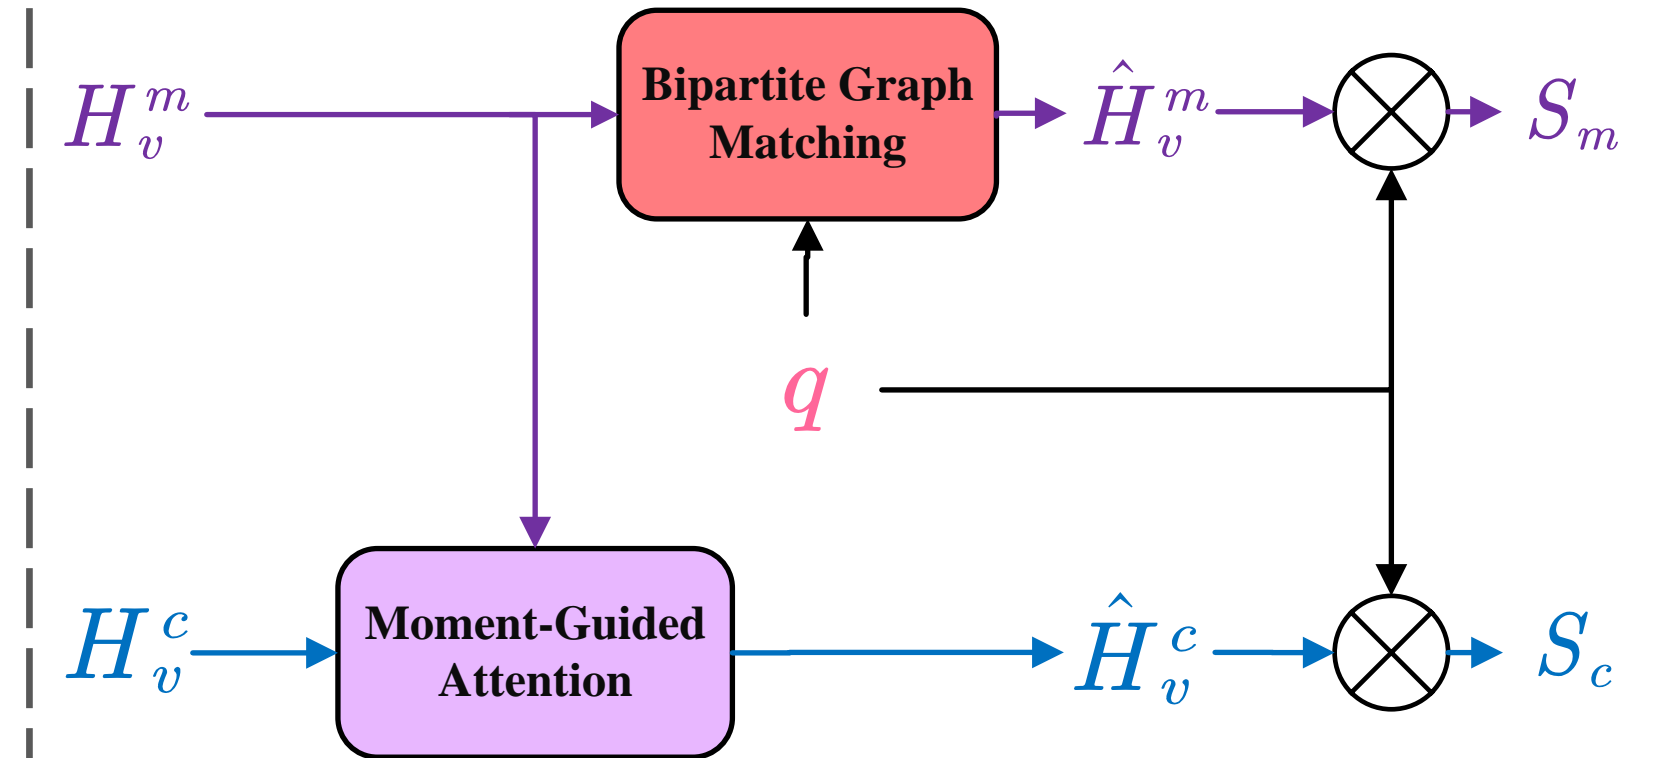 H_v^m
Bipartite Graph
Matching
Ĥ_v^m
S_m
q
H_v^c
Moment-Guided
Attention
Ĥ_v^c
S_c